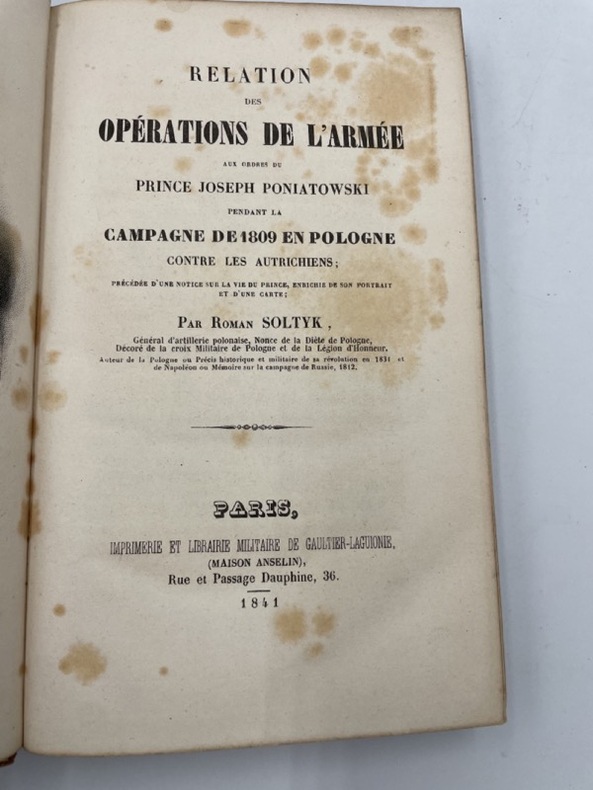 RELATION
DES
OPÉRATIONS DE L'ARMÉE
AUX ORDRES DU
PRINCE JOSEPH PONIATOWSKI
PENDANT LA
CAMPAGNE DE 1809 EN POLOGNE
CONTRE LES AUTRICHIENS;
PRÉCÉDÉE D'UNE NOTICE SUR LA VIE DU PRINCE, ENRICHIE DE SON PORTRAIT
ET D'UNE CARTE;
PAR ROMAN SOLTYK,
Général d'artillerie polonaise, Nonce de la Diète de Pologne,
Décoré de la croix Militaire de Pologne et de la Légion d'Honneur.
Auteur de la Pologne ou Précis historique et militaire de sa révolution en 1831 et
de Napoléon ou Mémoire sur la campagne de Russie, 1812.
PARIS,
IMPRIMERIE ET LIBRAIRIE MILITAIRE DE GAULTIER-LAGUIONIE,
(MAISON ANSELIN),
Rue et Passage Dauphine, 36.
1841